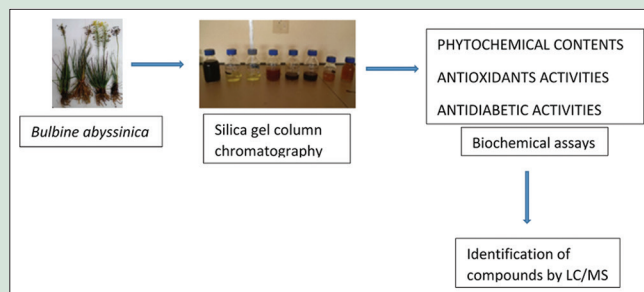 Bulbine abyssinica
Silica gel column
chromatography
PHYTOCHEMICAL CONTENTS
ANTIOXIDANTS ACTIVITIES
ANTIDIABETIC ACTIVITIES
Biochemical assays
Identification of
compounds by LC/MS